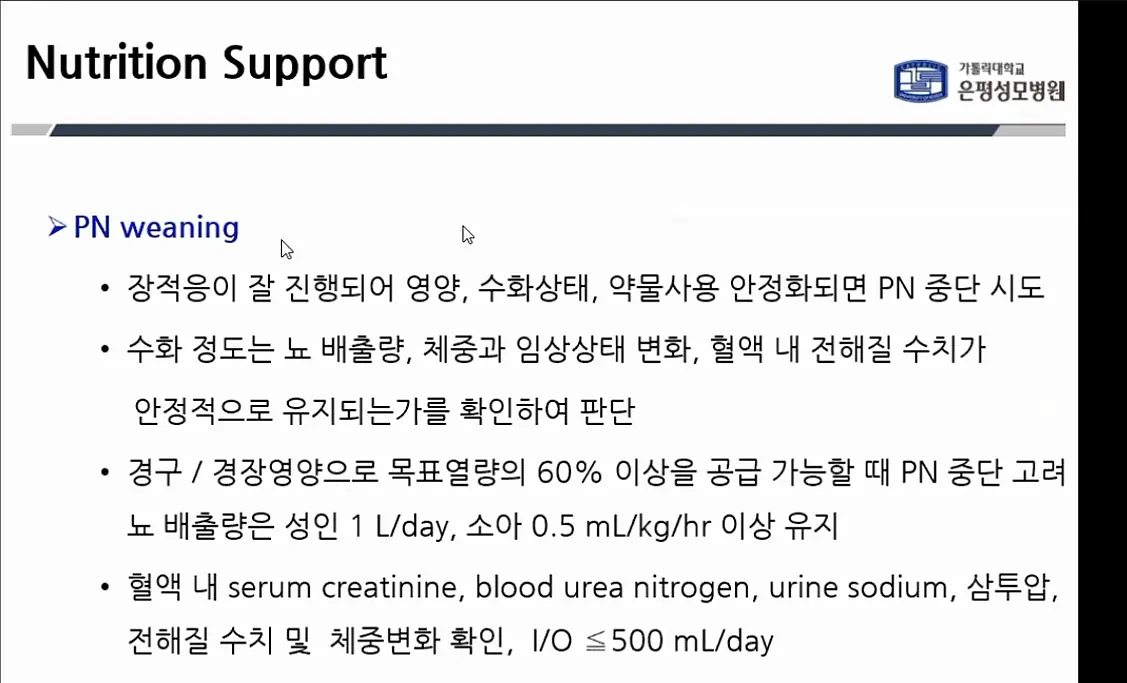 Nutrition Support
가톨릭대학교
은평성모병원
➢ PN weaning
• 장적응이 잘 진행되어 영양, 수화상태, 약물사용 안정화되면 PN 중단 시도
• 수화 정도는 뇨 배출량, 체중과 임상상태 변화, 혈액 내 전해질 수치가
안정적으로 유지되는가를 확인하여 판단
• 경구 / 경장영양으로 목표열량의 60% 이상을 공급 가능할 때 PN 중단 고려
뇨 배출량은 성인 1 L/day, 소아 0.5 mL/kg/hr 이상 유지
• 혈액 내 serum creatinine, blood urea nitrogen, urine sodium, 삼투압,
전해질 수치 및 체중변화 확인, I/O ≦500 mL/day